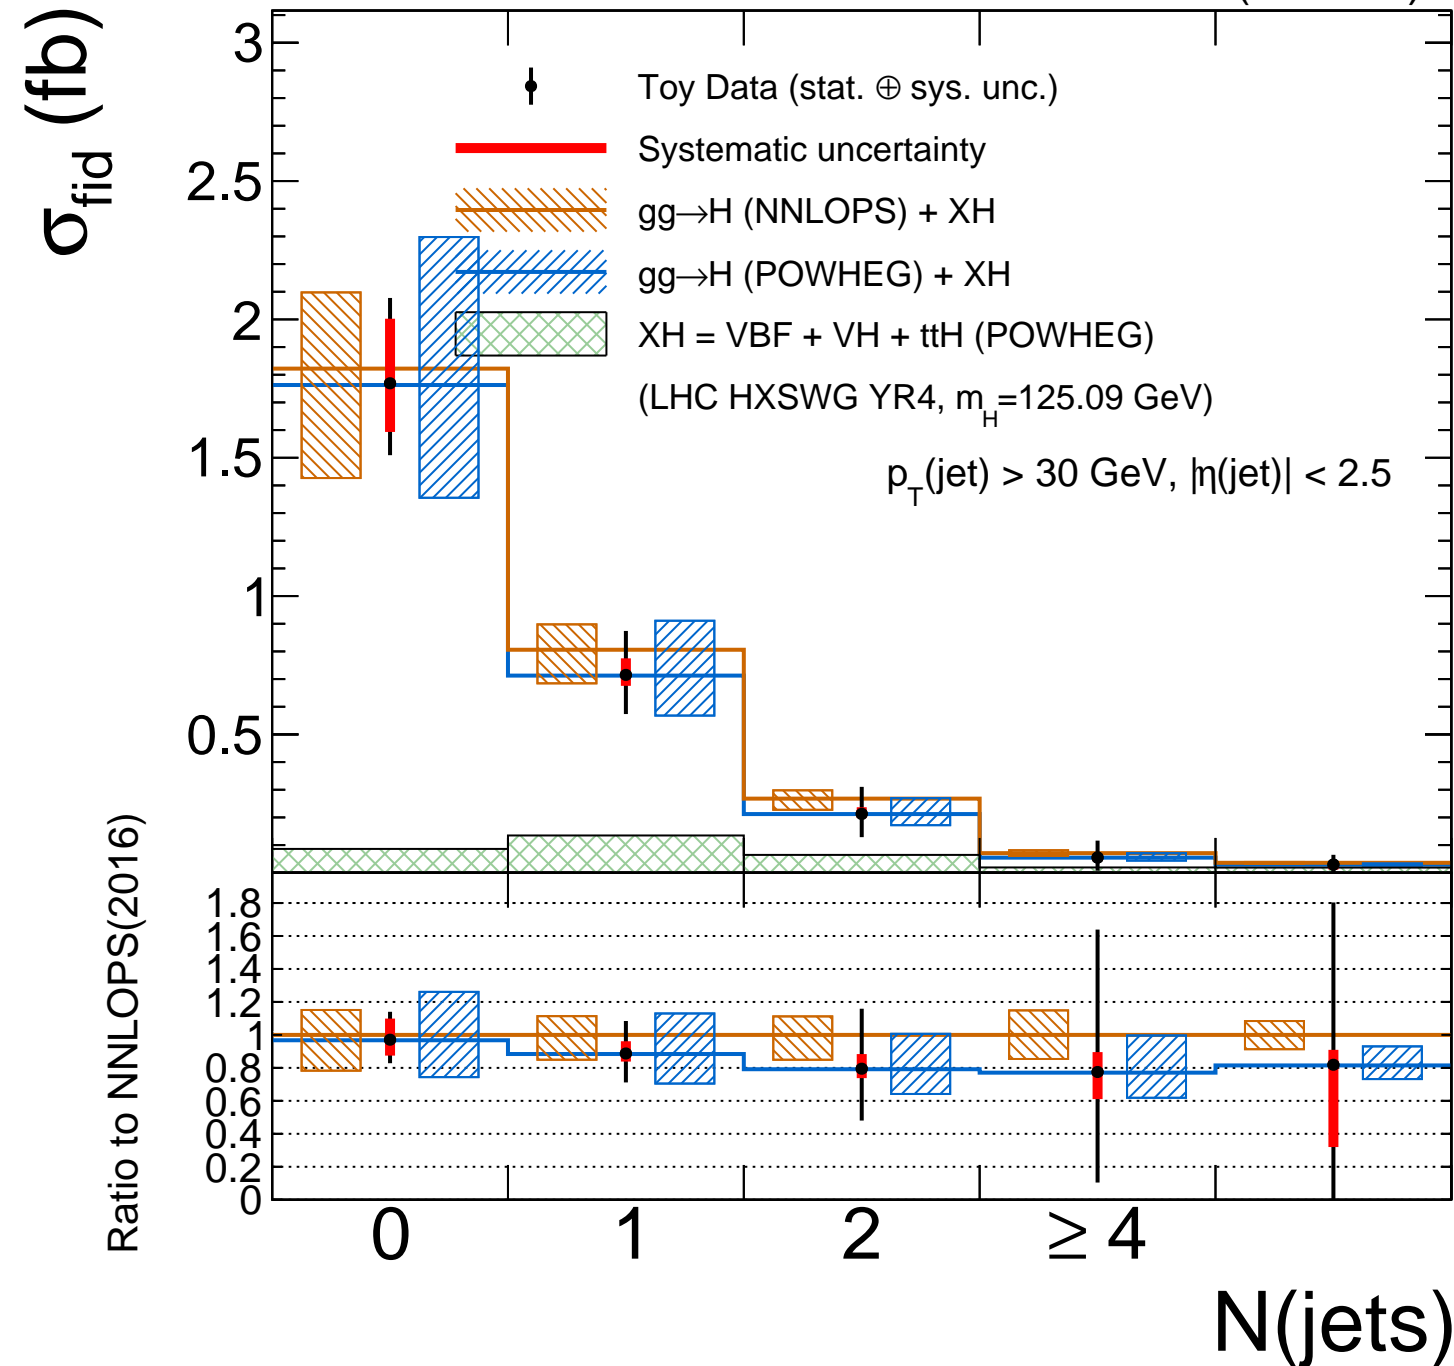 σfid (fb)
3
2.5
2
1.5
1
0.5
Toy Data (stat. ⊕ sys. unc.)
Systematic uncertainty
gg→H (NNLOPS) + XH
gg→H (POWHEG) + XH
XH = VBF + VH + ttH (POWHEG)
(LHC HXSWG YR4, mH=125.09 GeV)
pT(jet) > 30 GeV, |η(jet)| < 2.5
Ratio to NNLOPS(2016)
1.8
1.6
1.4
1.2
1
0.8
0.6
0.4
0.2
0
0 1 2 ≥ 4
N(jets)